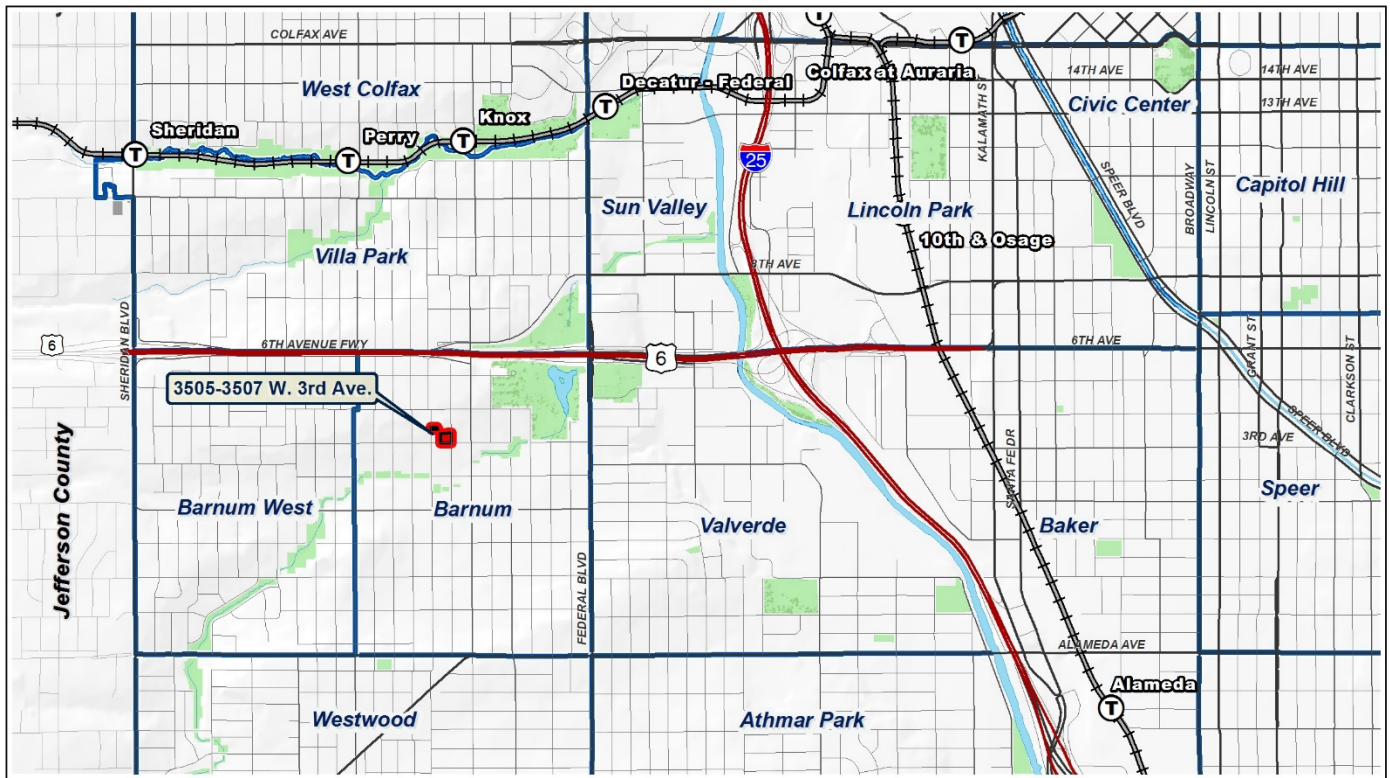 COLFAX AVE
T
T
West Colfax
Decatur - Federal
Colfax at Auraria
14TH AVE
14TH AVE
Civic Center
13TH AVE
Sheridan
Perry
Knox
T
T
T
T
25
KALAMATH ST
SPEER BLVD
BROADWAY
LINCOLN ST
Capitol Hill
Sun Valley
Lincoln Park
10th & Osage
Villa Park
8TH AVE
SHERIDAN BLVD
6
6TH AVENUE FWY
6
6TH AVE
GRANT ST
CLARKSON ST
3505-3507 W. 3rd Ave.
SPEER BLVD
3RD AVE
Jefferson County
Barnum West
Barnum
Valverde
SANTA FE DR
Baker
Speer
FEDERAL BLVD
ALAMEDA AVE
Alameda
T
Westwood
Athmar Park